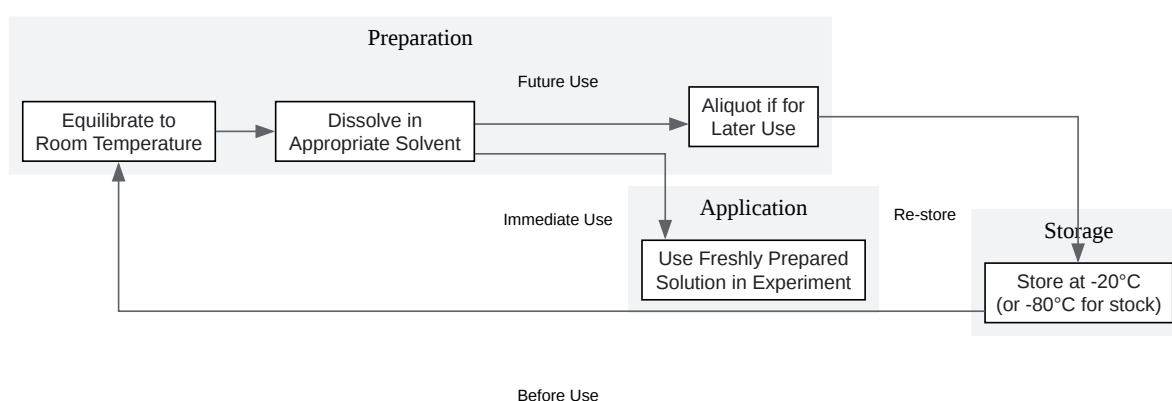 Preparation
Future Use
Equilibrate to
Room Temperature
Dissolve in
Appropriate Solvent
Aliquot if for
Later Use
Immediate Use
Application
Use Freshly Prepared
Solution in Experiment
Re-store
Storage
Store at -20°C
(or -80°C for stock)
Before Use